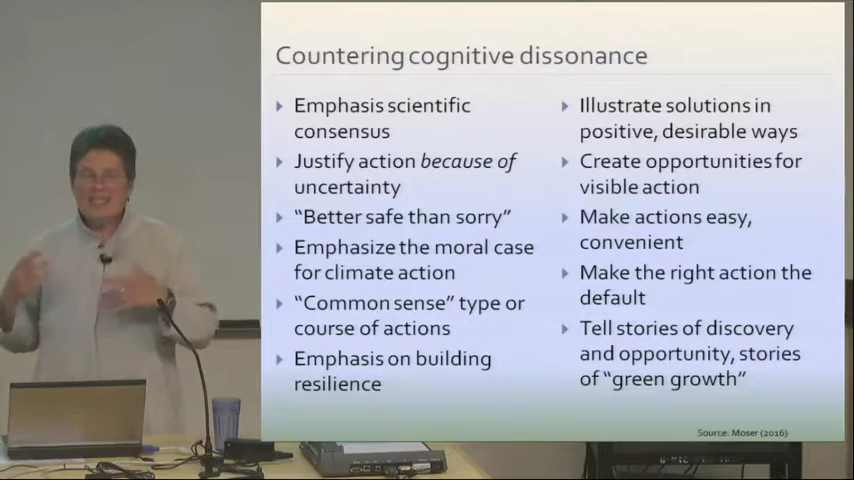 Countering cognitive dissonance
Emphasis scientific
consensus
Justify action because of
uncertainty
“Better safe than sorry”
Emphasize the moral case
for climate action
“Common sense” type or
course of actions
Emphasis on building
resilience
Illustrate solutions in
positive, desirable ways
Create opportunities for
visible action
Make actions easy,
convenient
Make the right action the
default
Tell stories of discovery
and opportunity, stories
of “green growth”
Source: Moser (2016)